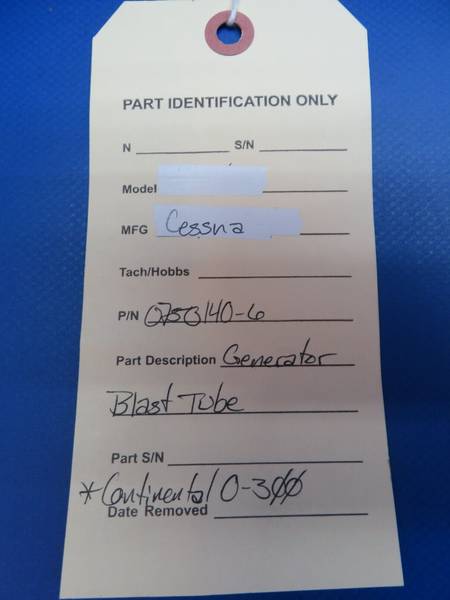 PART IDENTIFICATION ONLY
N S/N
Model
MFG Cessna
Tach/Hobbs
P/N 0750140-6
Part Description Generator
Blast Tube
Part S/N
*Continental O-300
Date Removed